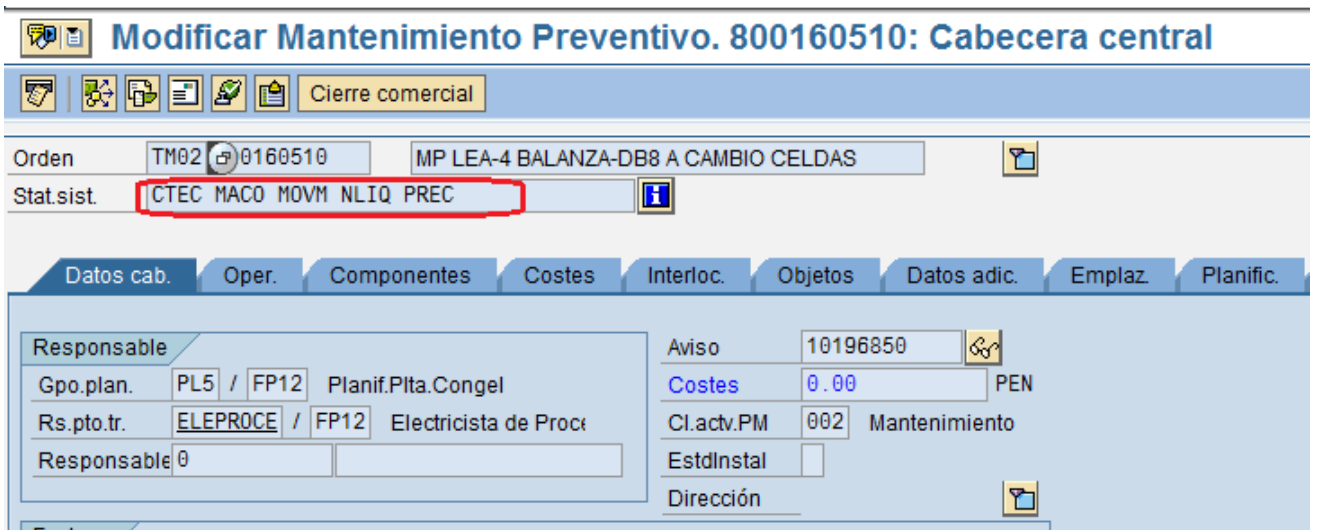 Modificar Mantenimiento Preventivo. 800160510: Cabecera central
Cierre comercial
Orden TM02 0160510 MP LEA-4 BALANZA-DB8 A CAMBIO CELDAS
Stat.sist. CTEC MACO MOVM NLIQ PREC
Datos cab. Oper. Componentes Costes Interloc. Objetos Datos adic. Emplaz. Planific.
Responsable Aviso 10196850
Gpo.plan. PL5 / FP12 Planif.Plta.Congel Costes 0.00 PEN
Rs.pto.tr. ELEPROCE / FP12 Electricista de Proce Cl.actv.PM 002 Mantenimiento
Responsable 0 EstdInstal
Dirección